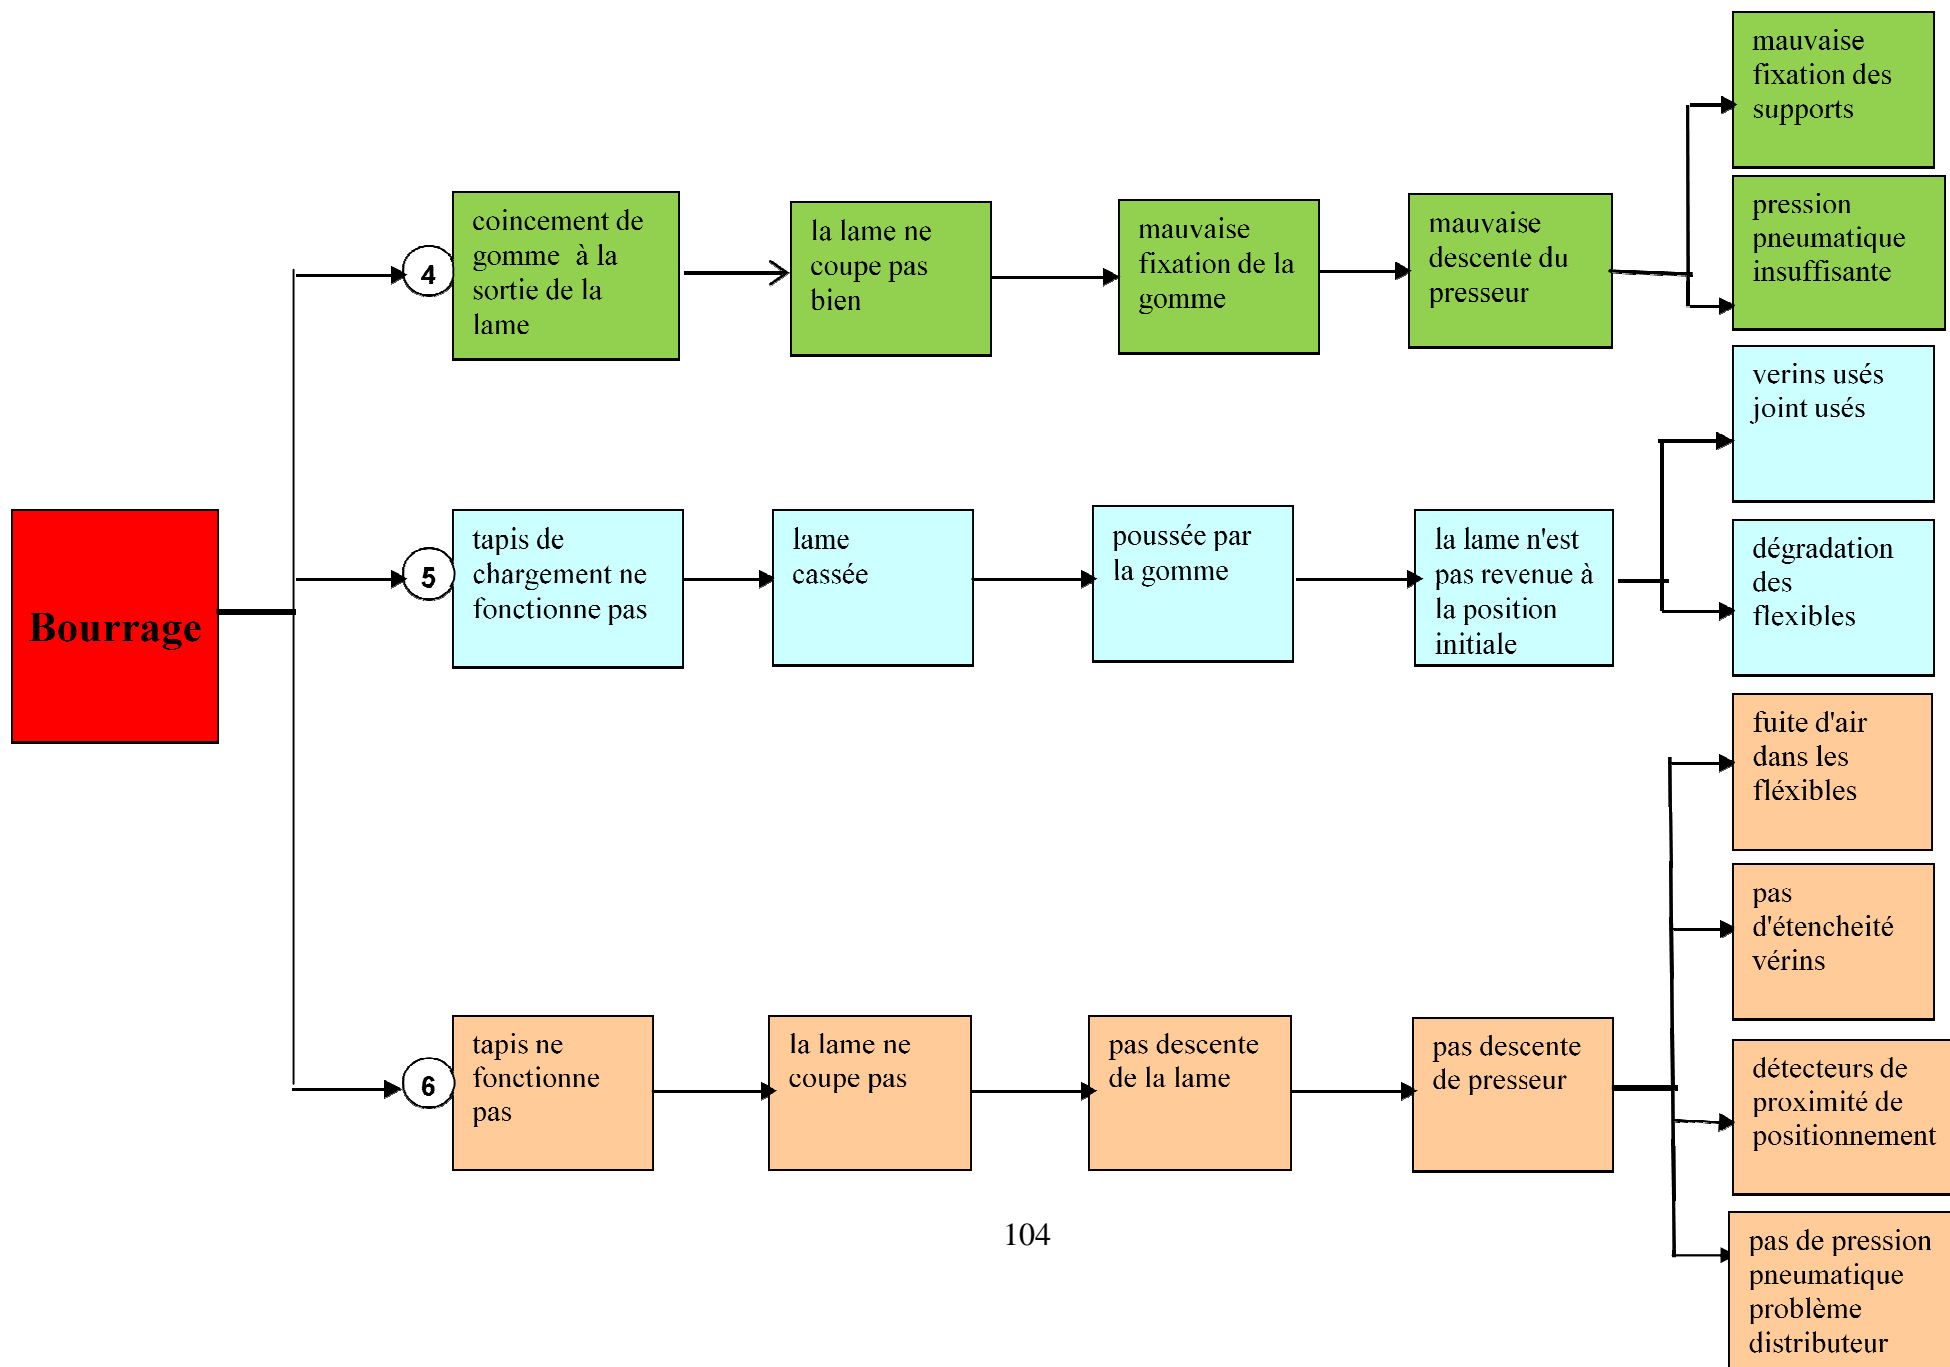 Bourrage
4
coincement de
gomme à la
sortie de la
lame
la lame ne
coupe pas
bien
mauvaise
fixation de la
gomme
mauvaise
descente du
presseur
mauvaise
fixation des
supports
pression
pneumatique
insuffisante
5
tapis de
chargement ne
fonctionne pas
lame
cassée
poussée par
la gomme
la lame n'est
pas revenue à
la position
initiale
verins usés
joint usés
dégradation
des
flexibles
6
tapis ne
fonctionne
pas
la lame ne
coupe pas
pas descente
de la lame
pas descente
de presseur
fuite d'air
dans les
fléxibles
pas
d'étencheité
vérins
détecteurs de
proximité de
positionnement
pas de pression
pneumatique
problème
distributeur
104